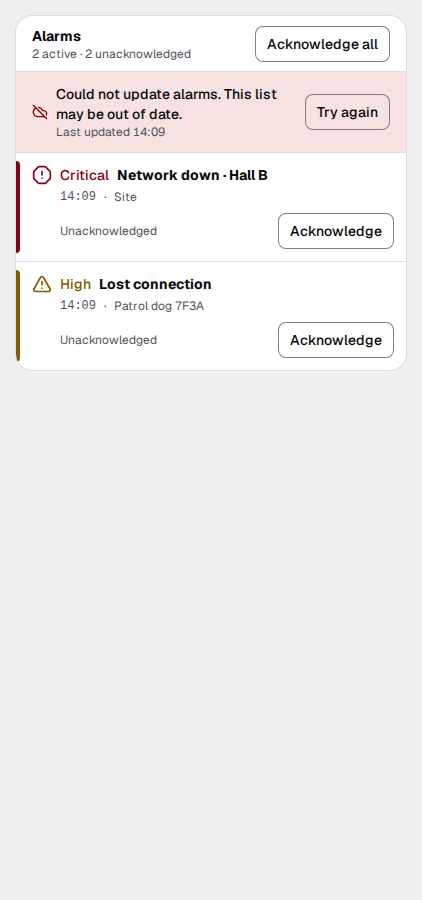 Alarms
2 active · 2 unacknowledged
Acknowledge all
Could not update alarms. This list
may be out of date.
Last updated 14:09
Try again
Critical Network down · Hall B
14:09 · Site
Unacknowledged
Acknowledge
High Lost connection
14:09 · Patrol dog 7F3A
Unacknowledged
Acknowledge